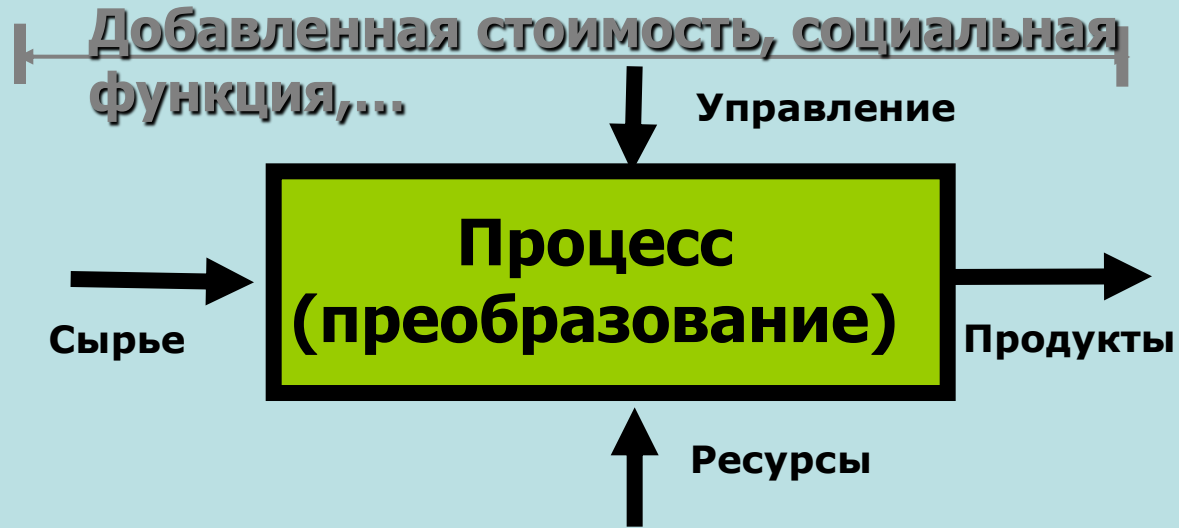 Добавленная стоимость, социальная
функция,...
Управление
Процесс
(преобразование)
Сырье
Продукты
Ресурсы